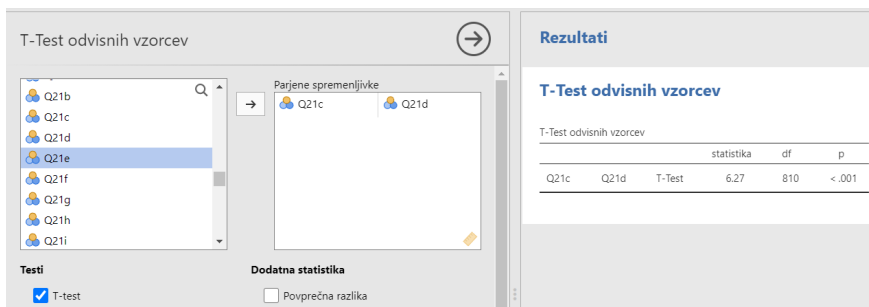 T-Test odvisnih vzorcev
Q21b
Q21c
Q21d
Q21e
Q21f
Q21g
Q21h
Q21i
Parjene spremenljivke
Q21c Q21d
Testi
T-test
Dodatna statistika
Povprečna razlika
Rezultati
T-Test odvisnih vzorcev
T-Test odvisnih vzorcev
statistika df p
Q21c Q21d T-Test 6.27 810 < .001